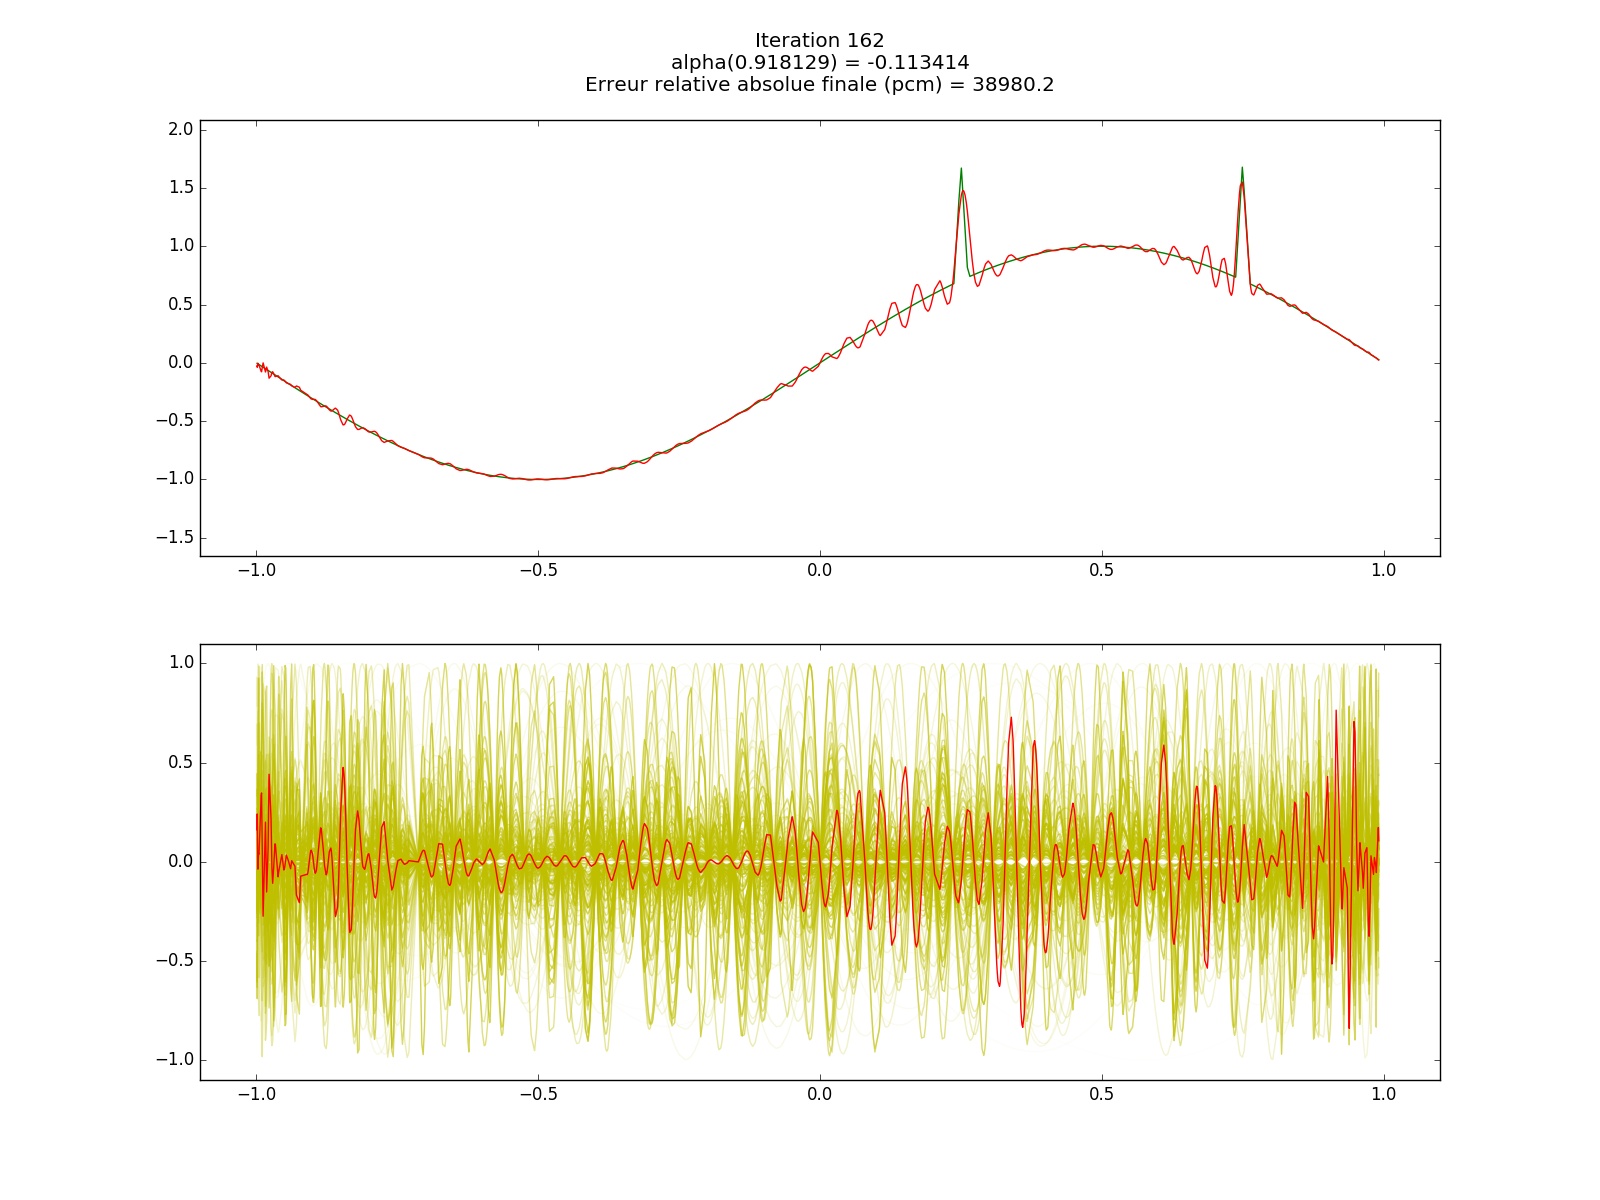 Iteration 162
alpha(0.918129) = -0.113414
Erreur relative absolue finale (pcm) = 38980.2
2.0
1.5
1.0
0.5
0.0
−0.5
−1.0
−1.5
−1.0 −0.5 0.0 0.5 1.0
1.0
0.5
0.0
−0.5
−1.0
−1.0 −0.5 0.0 0.5 1.0